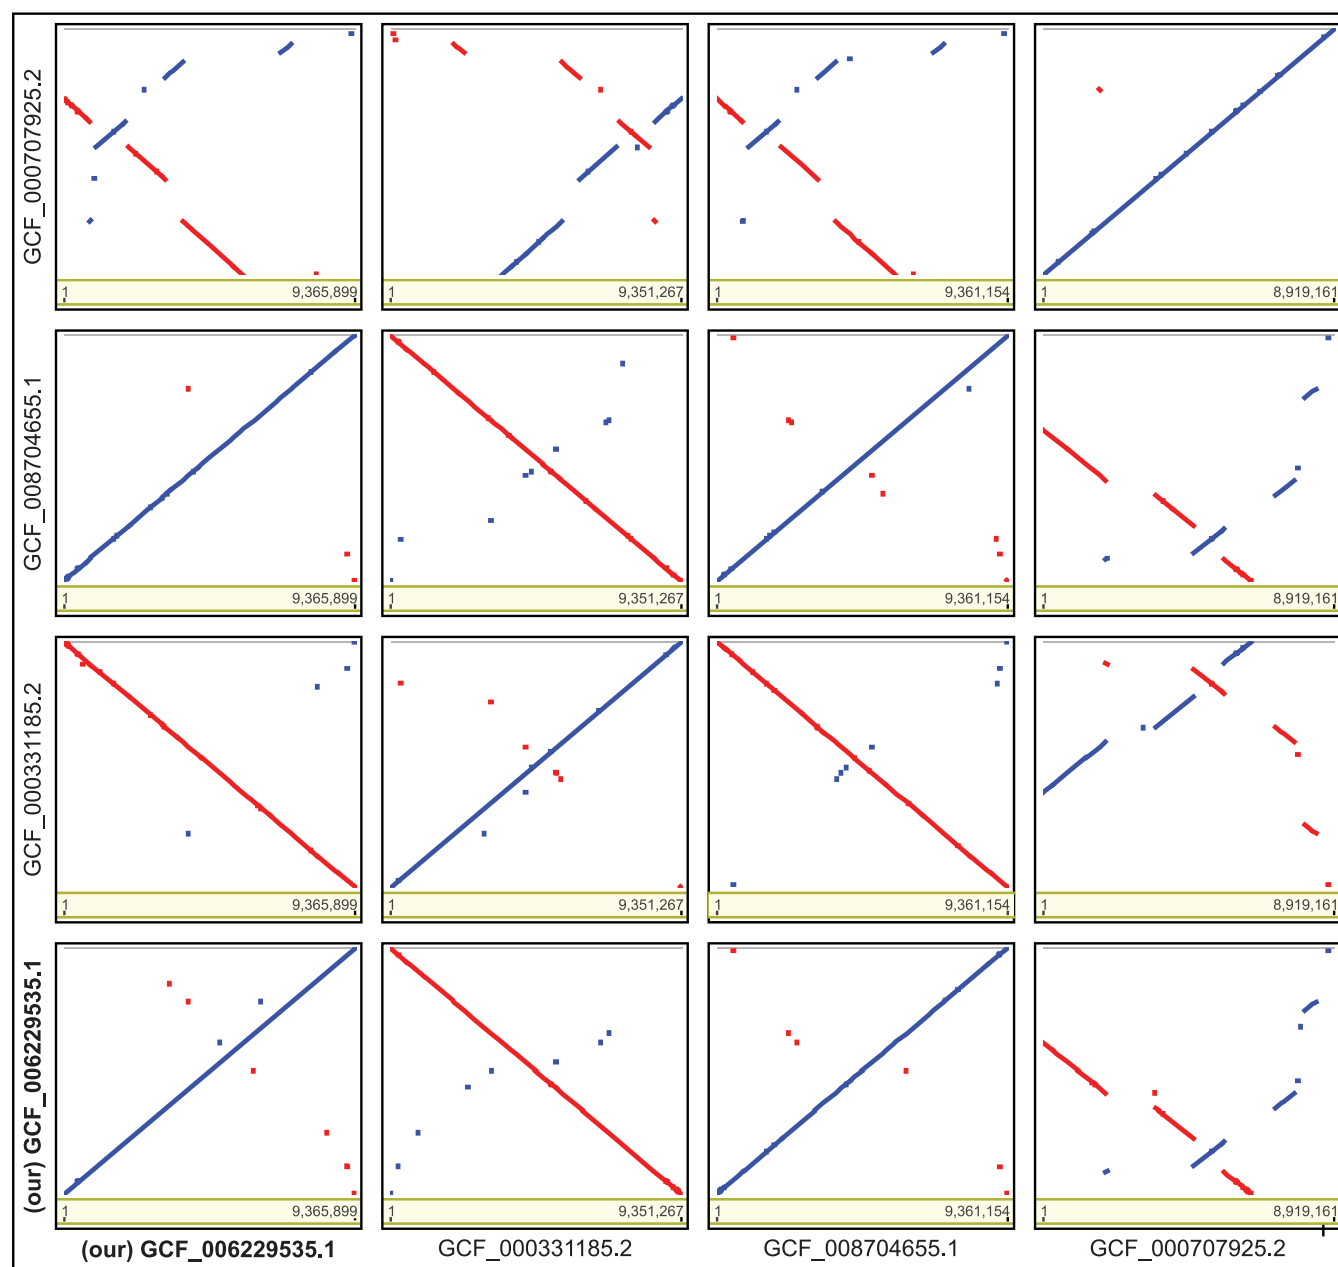 GCF_000707925.2
1 9,365,899
1 9,351,267
1 9,361,154
1 8,919,161
GCF_008704655.1
1 9,365,899
1 9,351,267
1 9,361,154
1 8,919,161
GCF_000331185.2
1 9,365,899
1 9,351,267
1 9,361,154
1 8,919,161
(our) GCF_006229535.1
1 9,365,899
1 9,351,267
1 9,361,154
1 8,919,161
(our) GCF_006229535.1
GCF_000331185.2
GCF_008704655.1
GCF_000707925.2